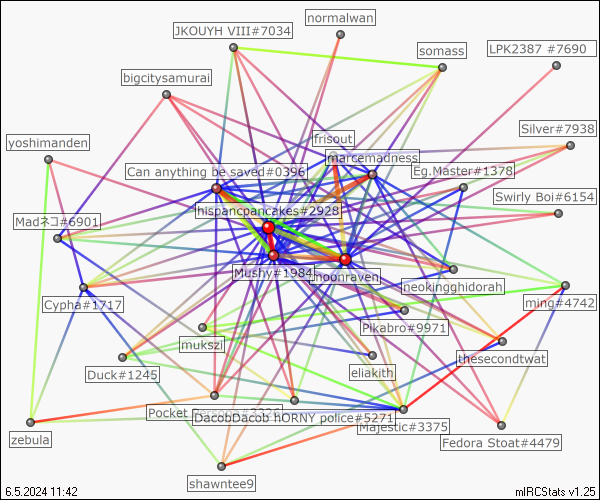 normalwan
JKOUYH VIII#7034
somass
LPK2387 #7690
bigcitysamurai
Silver#7938
yoshimanden
frisout
marcemadness
Can anything be saved#0396
Eg.Master#1378
Swirly Boi#6154
hispancpancakes#2928
Madネコ#6901
Mushy#1984
hounraven
neokingghidorah
Cypha#1717
ming#4742
Pikabro#9971
mukszi
thesecondtwat
eliakith
Duck#1245
Pocket
DacobDacob hORNY police#5271
Majestic#3375
zebula
Fedora Stoat#4479
shawntee9
6.5.2024 11:42
mIRCStats v1.25